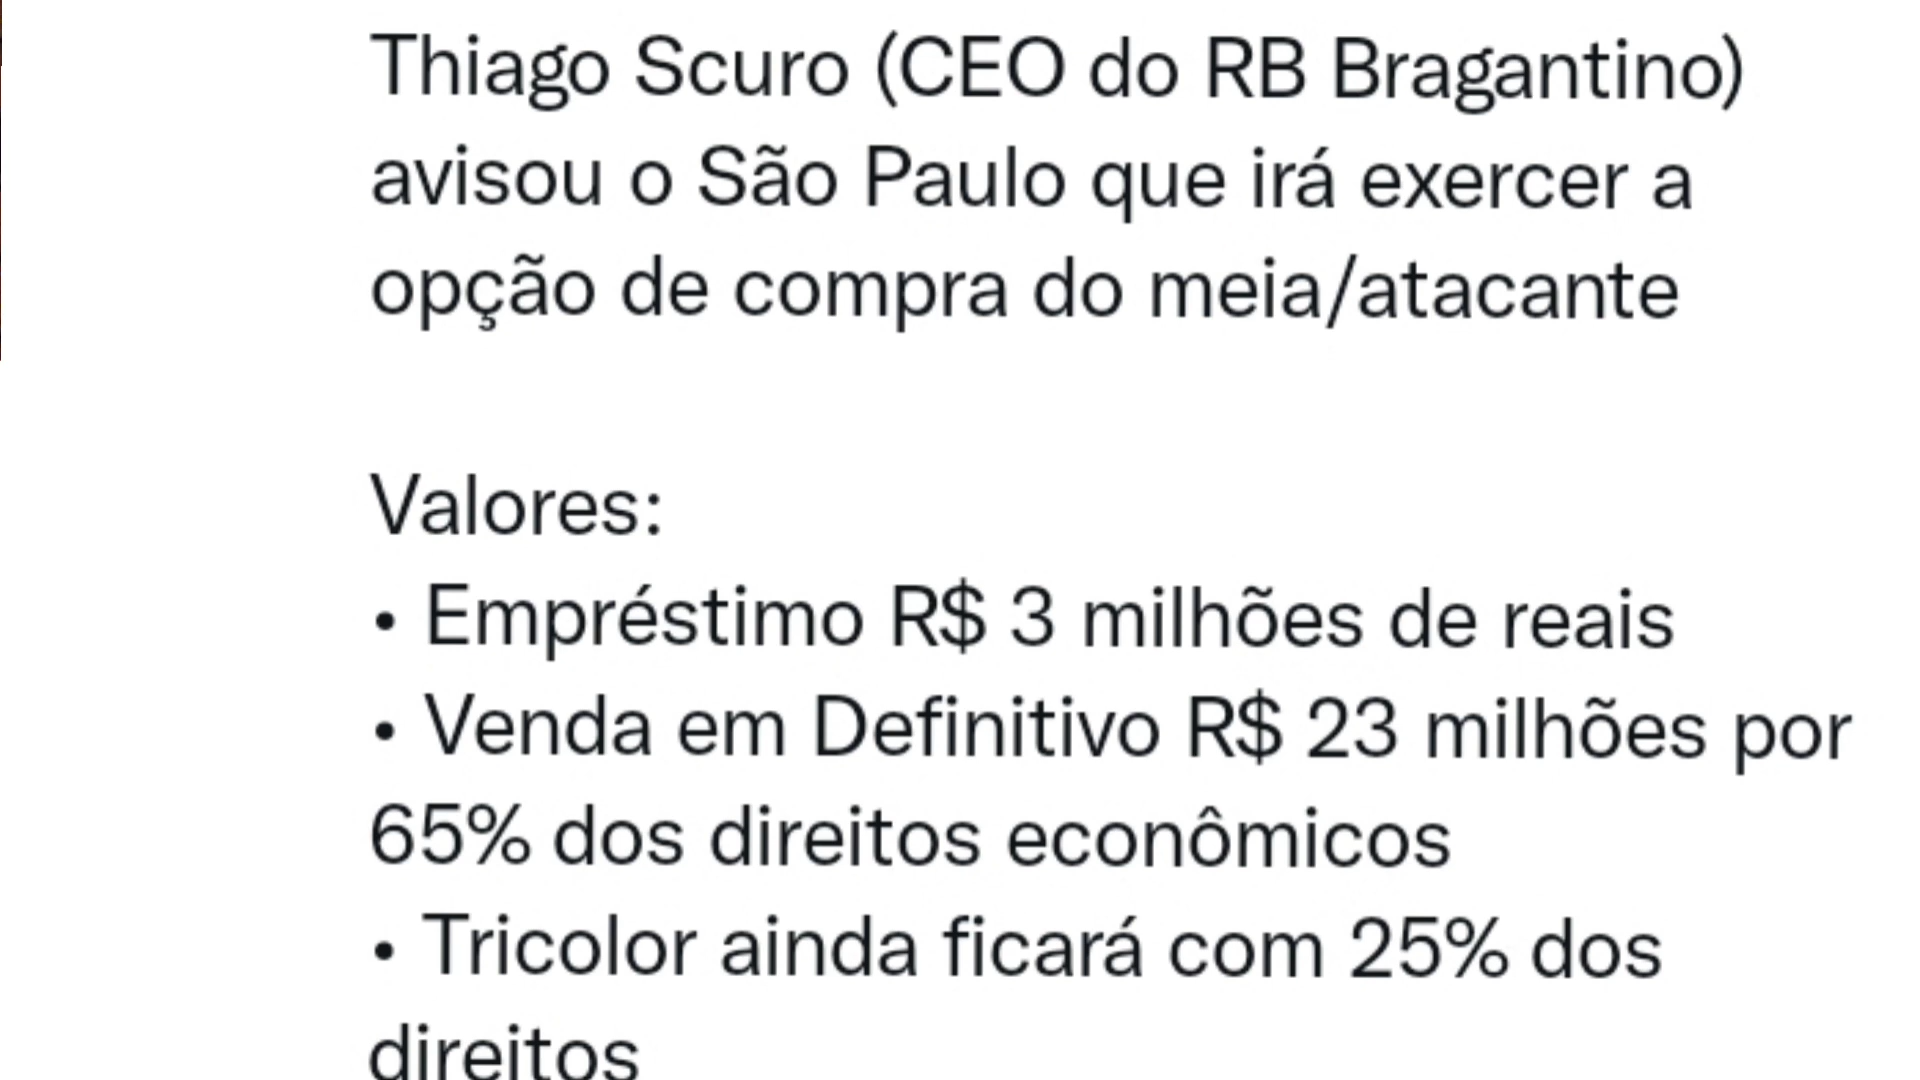 Thiago Scuro (CEO do RB Bragantino)
avisou o São Paulo que irá exercer a
opção de compra do meia/atacante
Valores:
• Empréstimo R$ 3 milhões de reais
• Venda em Definitivo R$ 23 milhões por
65% dos direitos econômicos
• Tricolor ainda ficará com 25% dos
direitos